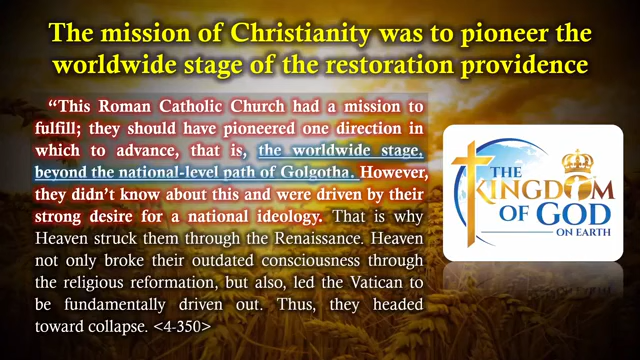 The mission of Christianity was to pioneer the
worldwide stage of the restoration providence
“This Roman Catholic Church had a mission to
fulfill; they should have pioneered one direction in
which to advance, that is, the worldwide stage,
beyond the national-level path of Golgotha. However,
they didn’t know about this and were driven by their
strong desire for a national ideology. That is why
Heaven struck them through the Renaissance. Heaven
not only broke their outdated consciousness through
the religious reformation, but also, led the Vatican to
be fundamentally driven out. Thus, they headed
toward collapse. <4-350>
THE
KINGDOM
OF GOD
ON EARTH